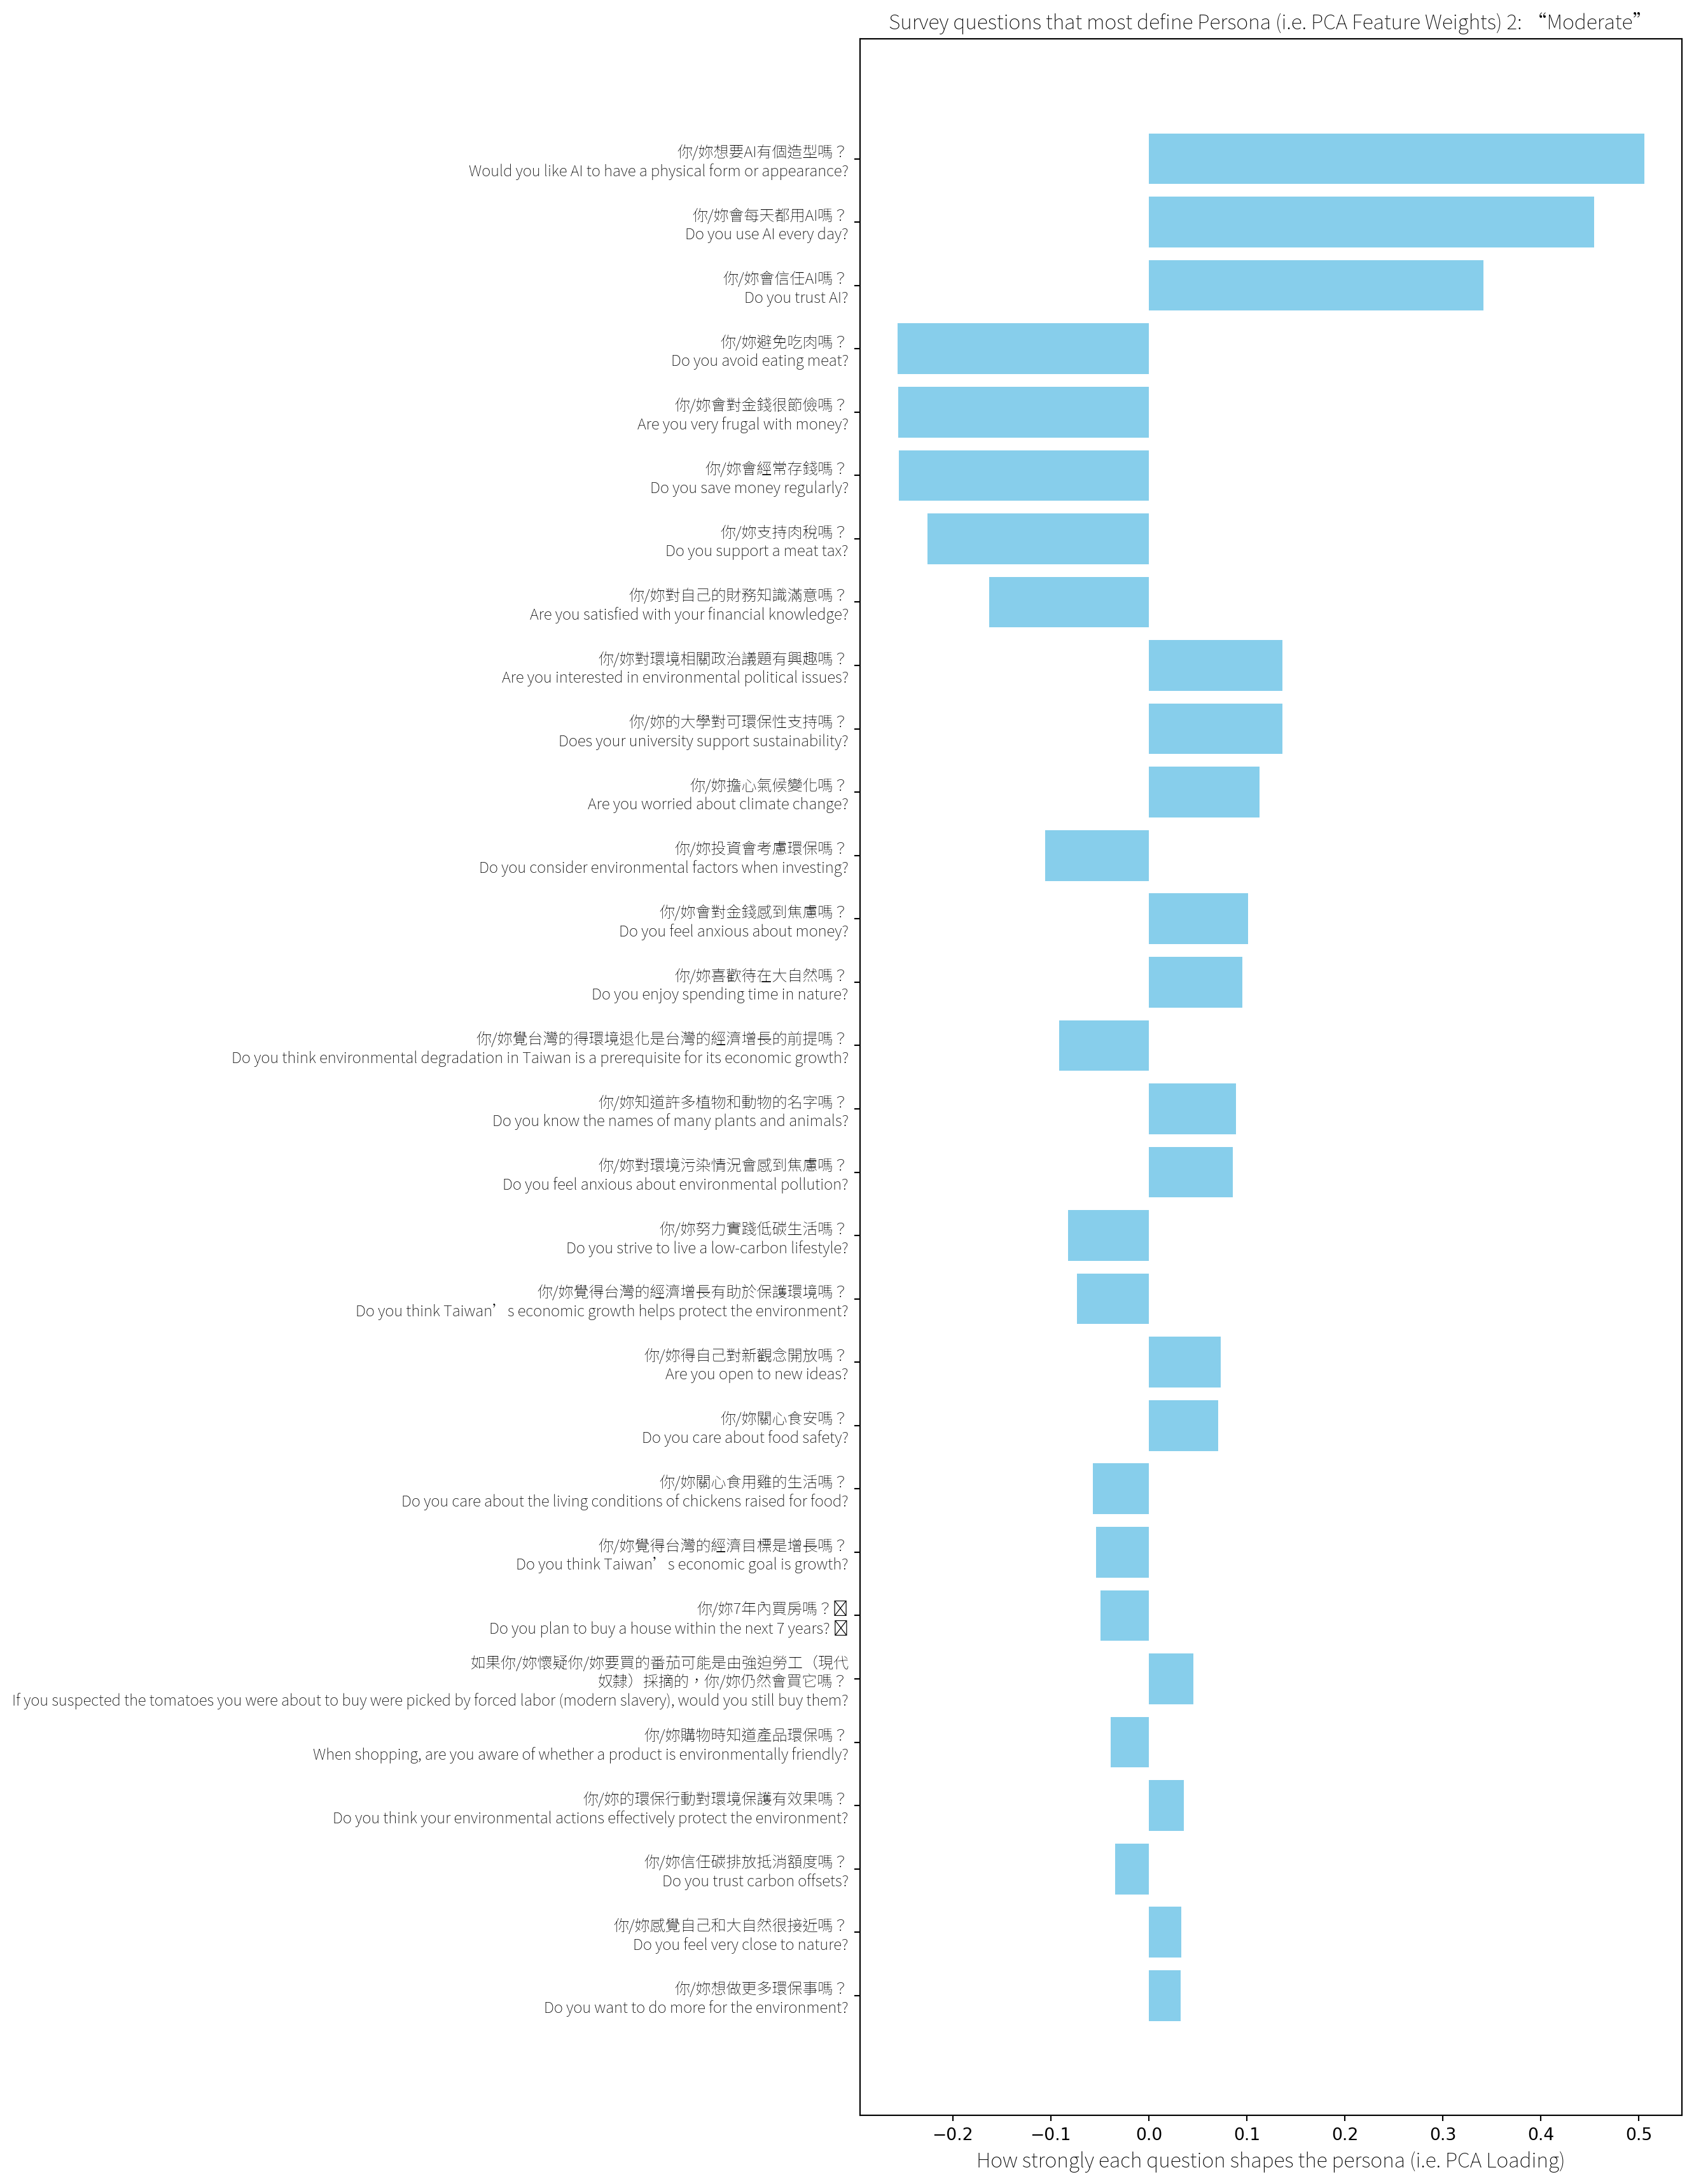 Survey questions that most define Persona (i.e. PCA Feature Weights) 2: “Moderate”
你/妳想要AI有個造型嗎？
Would you like AI to have a physical form or appearance?
你/妳會每天都用AI嗎？
Do you use AI every day?
你/妳會信任AI嗎？
Do you trust AI?
你/妳避免吃肉嗎？
Do you avoid eating meat?
你/妳會對金錢很節儉嗎？
Are you very frugal with money?
你/妳會經常存錢嗎？
Do you save money regularly?
你/妳支持肉稅嗎？
Do you support a meat tax?
你/妳對自己的財務知識滿意嗎？
Are you satisfied with your financial knowledge?
你/妳對環境相關政治議題有興趣嗎？
Are you interested in environmental political issues?
你/妳的大學對可環保性支持嗎？
Does your university support sustainability?
你/妳擔心氣候變化嗎？
Are you worried about climate change?
你/妳投資會考慮環保嗎？
Do you consider environmental factors when investing?
你/妳會對金錢感到焦慮嗎？
Do you feel anxious about money?
你/妳喜歡待在大自然嗎？
Do you enjoy spending time in nature?
你/妳覺台灣的得環境退化是台灣的經濟增長的前提嗎？
Do you think environmental degradation in Taiwan is a prerequisite for its economic growth?
你/妳知道許多植物和動物的名字嗎？
Do you know the names of many plants and animals?
你/妳對環境污染情況會感到焦慮嗎？
Do you feel anxious about environmental pollution?
你/妳努力實踐低碳生活嗎？
Do you strive to live a low-carbon lifestyle?
你/妳覺得台灣的經濟增長有助於保護環境嗎？
Do you think Taiwan’s economic growth helps protect the environment?
你/妳得自己對新觀念開放嗎？
Are you open to new ideas?
你/妳關心食安嗎？
Do you care about food safety?
你/妳關心食用雞的生活嗎？
Do you care about the living conditions of chickens raised for food?
你/妳覺得台灣的經濟目標是增長嗎？
Do you think Taiwan’s economic goal is growth?
你/妳7年內買房嗎？
Do you plan to buy a house within the next 7 years?
如果你/妳懷疑你/妳要買的番茄可能是由強迫勞工（現代
奴隸）採摘的，你/妳仍然會買它嗎？
If you suspected the tomatoes you were about to buy were picked by forced labor (modern slavery), would you still buy them?
你/妳購物時知道產品環保嗎？
When shopping, are you aware of whether a product is environmentally friendly?
你/妳的環保行動對環境保護有效果嗎？
Do you think your environmental actions effectively protect the environment?
你/妳信任碳排放抵消額度嗎？
Do you trust carbon offsets?
你/妳感覺自己和大自然很接近嗎？
Do you feel very close to nature?
你/妳想做更多環保事嗎？
Do you want to do more for the environment?
−0.2 −0.1 0.0 0.1 0.2 0.3 0.4 0.5
How strongly each question shapes the persona (i.e. PCA Loading)